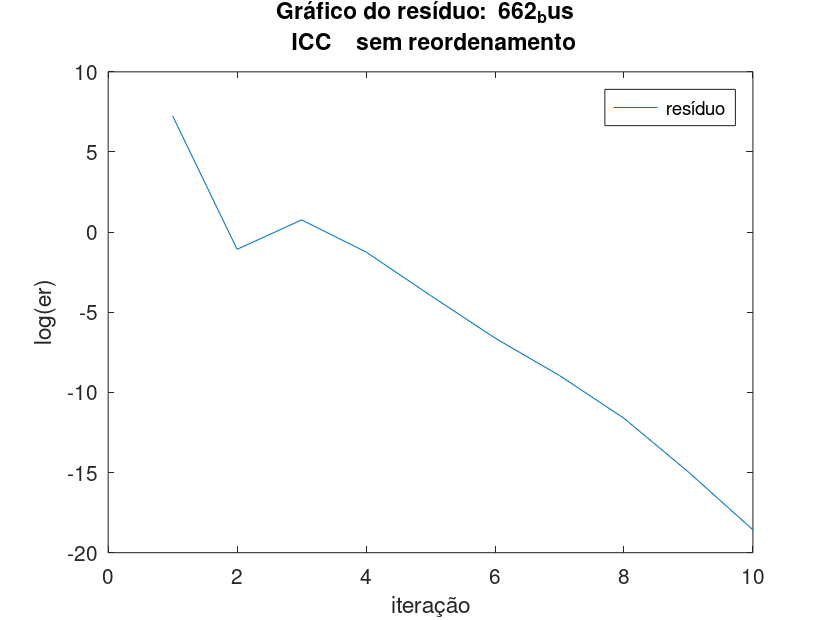 Gráfico do resíduo: 662bus
ICC sem reordenamento
10
resíduo
5
0
-5
log(er)
-10
-15
-20
0 2 4 6 8 10
iteração